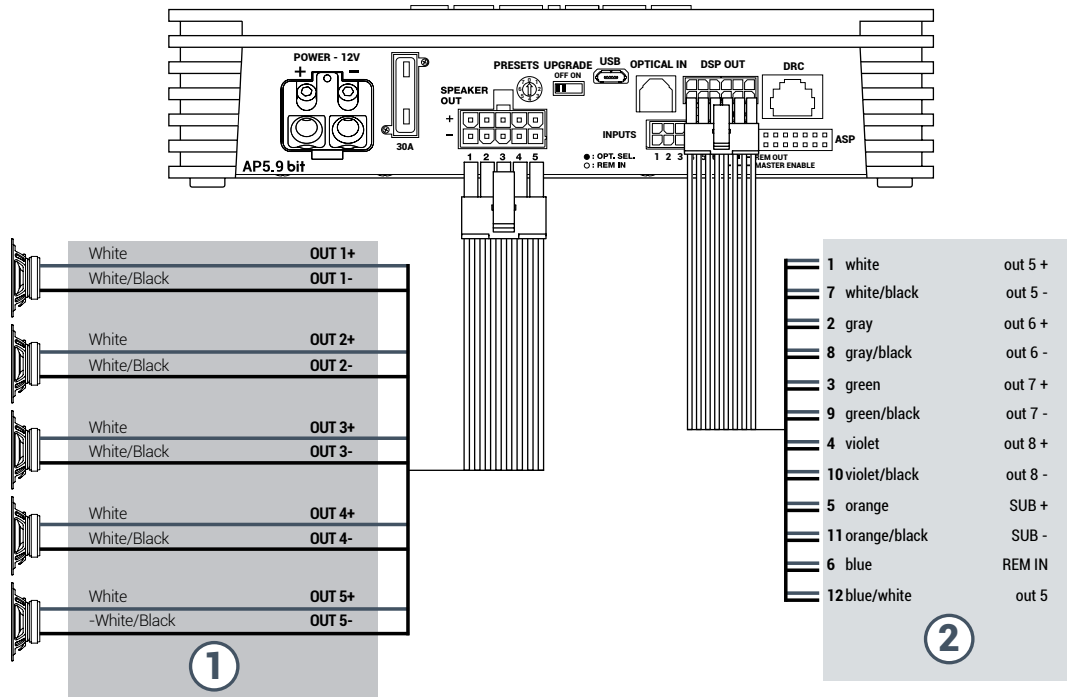 POWER - 12V
+ -
30A
AP5.9 bit
PRESETS UPGRADE USB OPTICAL IN DSP OUT DRC
OFF ON
SPEAKER
OUT
+
-
1 2 3 4 5
INPUTS
● : OPT. SEL.
○ : REM IN
1 2 3
ASP
REM OUT
MASTER ENABLE
White OUT 1+
White/Black OUT 1-
White OUT 2+
White/Black OUT 2-
White OUT 3+
White/Black OUT 3-
White OUT 4+
White/Black OUT 4-
White OUT 5+
-White/Black OUT 5-
1
1 white out 5 +
7 white/black out 5 -
2 gray out 6 +
8 gray/black out 6 -
3 green out 7 +
9 green/black out 7 -
4 violet out 8 +
10 violet/black out 8 -
5 orange SUB +
11 orange/black SUB -
6 blue REM IN
12 blue/white out 5
2